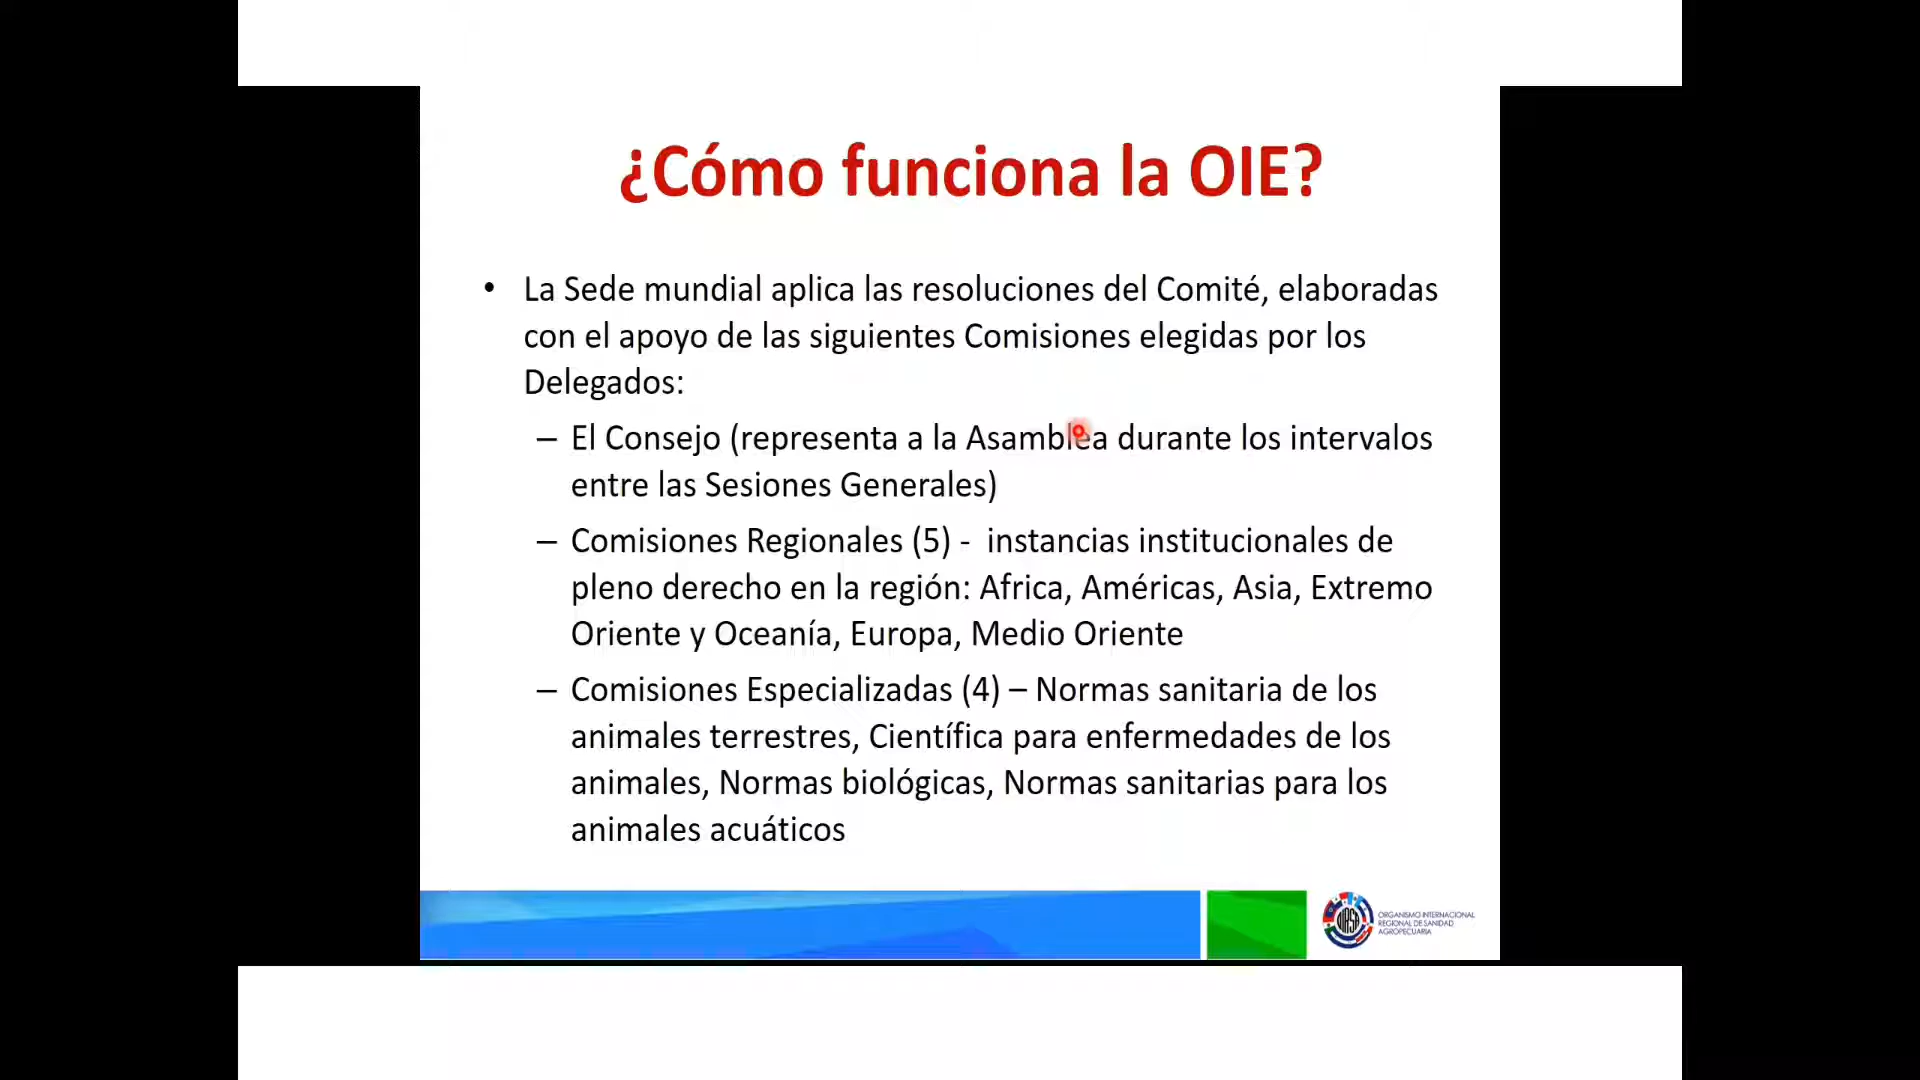 ¿Cómo funciona la OIE?
• La Sede mundial aplica las resoluciones del Comité, elaboradas
con el apoyo de las siguientes Comisiones elegidas por los
Delegados:
– El Consejo (representa a la Asamblea durante los intervalos
entre las Sesiones Generales)
– Comisiones Regionales (5) - instancias institucionales de
pleno derecho en la región: Africa, Américas, Asia, Extremo
Oriente y Oceanía, Europa, Medio Oriente
– Comisiones Especializadas (4) – Normas sanitaria de los
animales terrestres, Científica para enfermedades de los
animales, Normas biológicas, Normas sanitarias para los
animales acuáticos
OIRSA
ORGANISMO INTERNACIONAL
REGIONAL DE SANIDAD
AGROPECUARIA